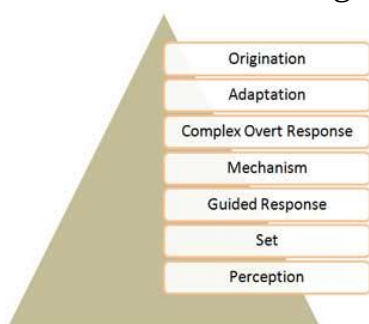 Origination
Adaptation
Complex Overt Response
Mechanism
Guided Response
Set
Perception